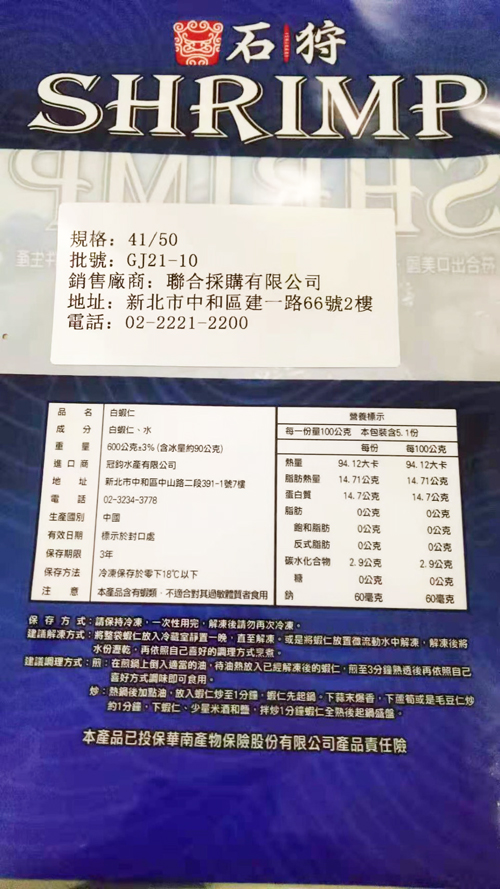 石狩
SHRIMP
規格: 41/50
批號: GJ21-10
銷售廠商: 聯合採購有限公司
地址: 新北市中和區建一路66號2樓
電話: 02-2221-2200
品 名 白蝦仁
成 分 白蝦仁、水
重 量 600公克±3% (含冰量約90公克)
進口商 冠鈞水產有限公司
地 址 新北市中和區中山路二段391-1號7樓
電 話 02-3234-3778
生產國別 中國
有效日期 標示於封口處
保存期限 3年
保存方法 冷凍保存於零下18℃以下
注 意 本產品含有蝦類，不適合對其過敏體質者食用
營養標示
每一份量100公克 本包裝含5.1份
每份 每100公克
熱量 94.12大卡 94.12大卡
脂肪熱量 14.71公克 14.71公克
蛋白質 14.7公克 14.7公克
脂肪 0公克 0公克
飽和脂肪 0公克 0公克
反式脂肪 0公克 0公克
碳水化合物 2.9公克 2.9公克
糖 0公克 0公克
鈉 60毫克 60毫克
保存方式：請保持冷凍，一次性用完，解凍後請勿再次冷凍。
建議解凍方式：將整袋蝦仁放入冷藏室靜置一晚，直至解凍。或是將蝦仁放置微流動水中解凍，解凍後將
水份瀝乾，再依照自己喜好的調理方式烹煮。
建議調理方式：煎：在煎鍋上倒入適當的油，待油熱放入已經解凍後的蝦仁，煎至3分鐘熟透後再依照自己
喜好方式調味即可食用。
炒：熱鍋後加點油，放入蝦仁炒至1分鐘，蝦仁先起鍋，下蒜末爆香，下蘆筍或是毛豆仁炒
約1分鐘，下蝦仁、少量米酒和鹽，拌炒1分鐘蝦仁全熟後起鍋盛盤。
本產品已投保華南產物保險股份有限公司產品責任險